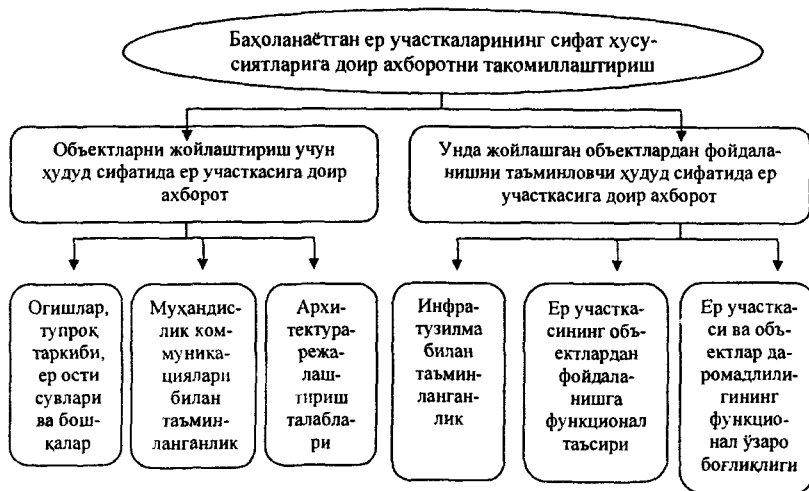 Баҳоланаётган ер участкаларининг сифат хусу-
сиятларига доир ахборотни такомиллаштириш
Объектларни жойлаштириш учун
ҳудуд сифатида ер участкасига доир
ахборот
Унда жойлашган объектлардан фойдала-
нишни таъминловчи ҳудуд сифатида ер
участкасига доир ахборот
Огишлар,
тупроқ
таркиби,
ер ости
сувлари
ва бош-
қалар
Муҳандис-
лик ком-
муника-
циялари
билан
таъмин-
ланганлик
Архи-
тектура-
режа-
лаш-
тириш
талабла-
ри
Инфра-
тузилма
билан
таъмин-
ланган-
лик
Ер участка-
сининг объ-
ектлардан
фойдала-
нишга
функционал
таъсири
Ер участка-
си ва объ-
ектлар да-
ромадлили-
гининг
функцио-
нал ўзаро
боғлиқлиги